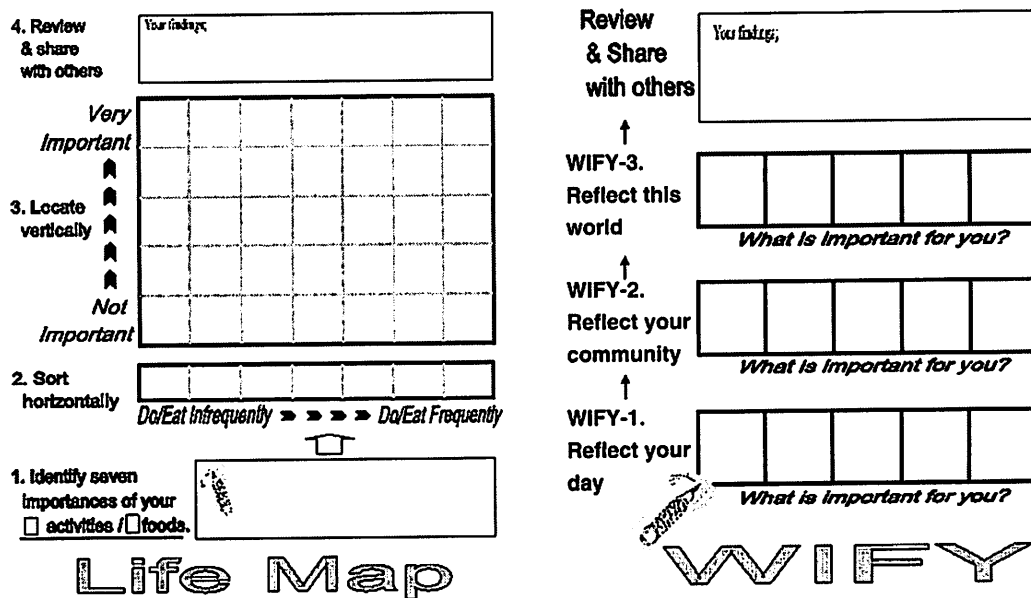 4. Review
& share
with others
Your findings;
Very
Important
3. Locate
vertically
Not
Important
2. Sort
horizontally
Do/Eat Infrequently
Do/Eat Frequently
1. Identify seven
importances of your
activities / foods.
Life Map
Review
& Share
with others
Your findings;
WIFY-3.
Reflect this
world
What is important for you?
WIFY-2.
Reflect your
community
What is important for you?
WIFY-1.
Reflect your
day
What is important for you?
WIFY